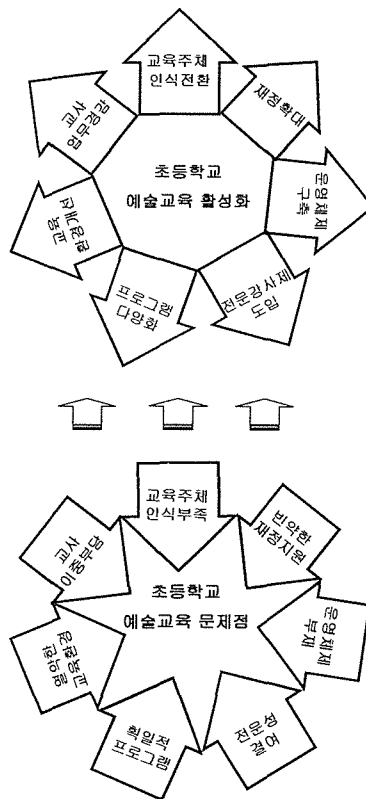 교육주체
인식전환
재정확대
운영체제
구축
전문강사제
도입
프로그램
다양화
교육
환경개선
교사
업무경감
초등학교
예술교육 활성화
교육주체
인식부족
빈약한
재정지원
운영체제
부재
전문성
결여
획일적
프로그램
열악한
교육환경
교사
이중부담
초등학교
예술교육 문제점